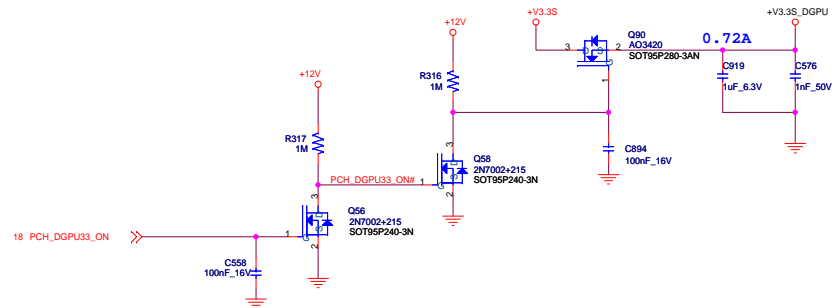 +12V
+V3.3S
+V3.3S_DGPU
Q90
AO3420
SOT95P280-3AN
3
2
1
D
S
G
0.72A
C919
1uF_6.3V
C576
1nF_50V
R316
1M
+12V
R317
1M
C894
100nF_16V
Q58
2N7002+215
SOT95P240-3N
3
1
2
D
G
S
PCH_DGPU33_ON#
Q56
2N7002+215
SOT95P240-3N
3
1
2
D
G
S
18 PCH_DGPU33_ON
C558
100nF_16V